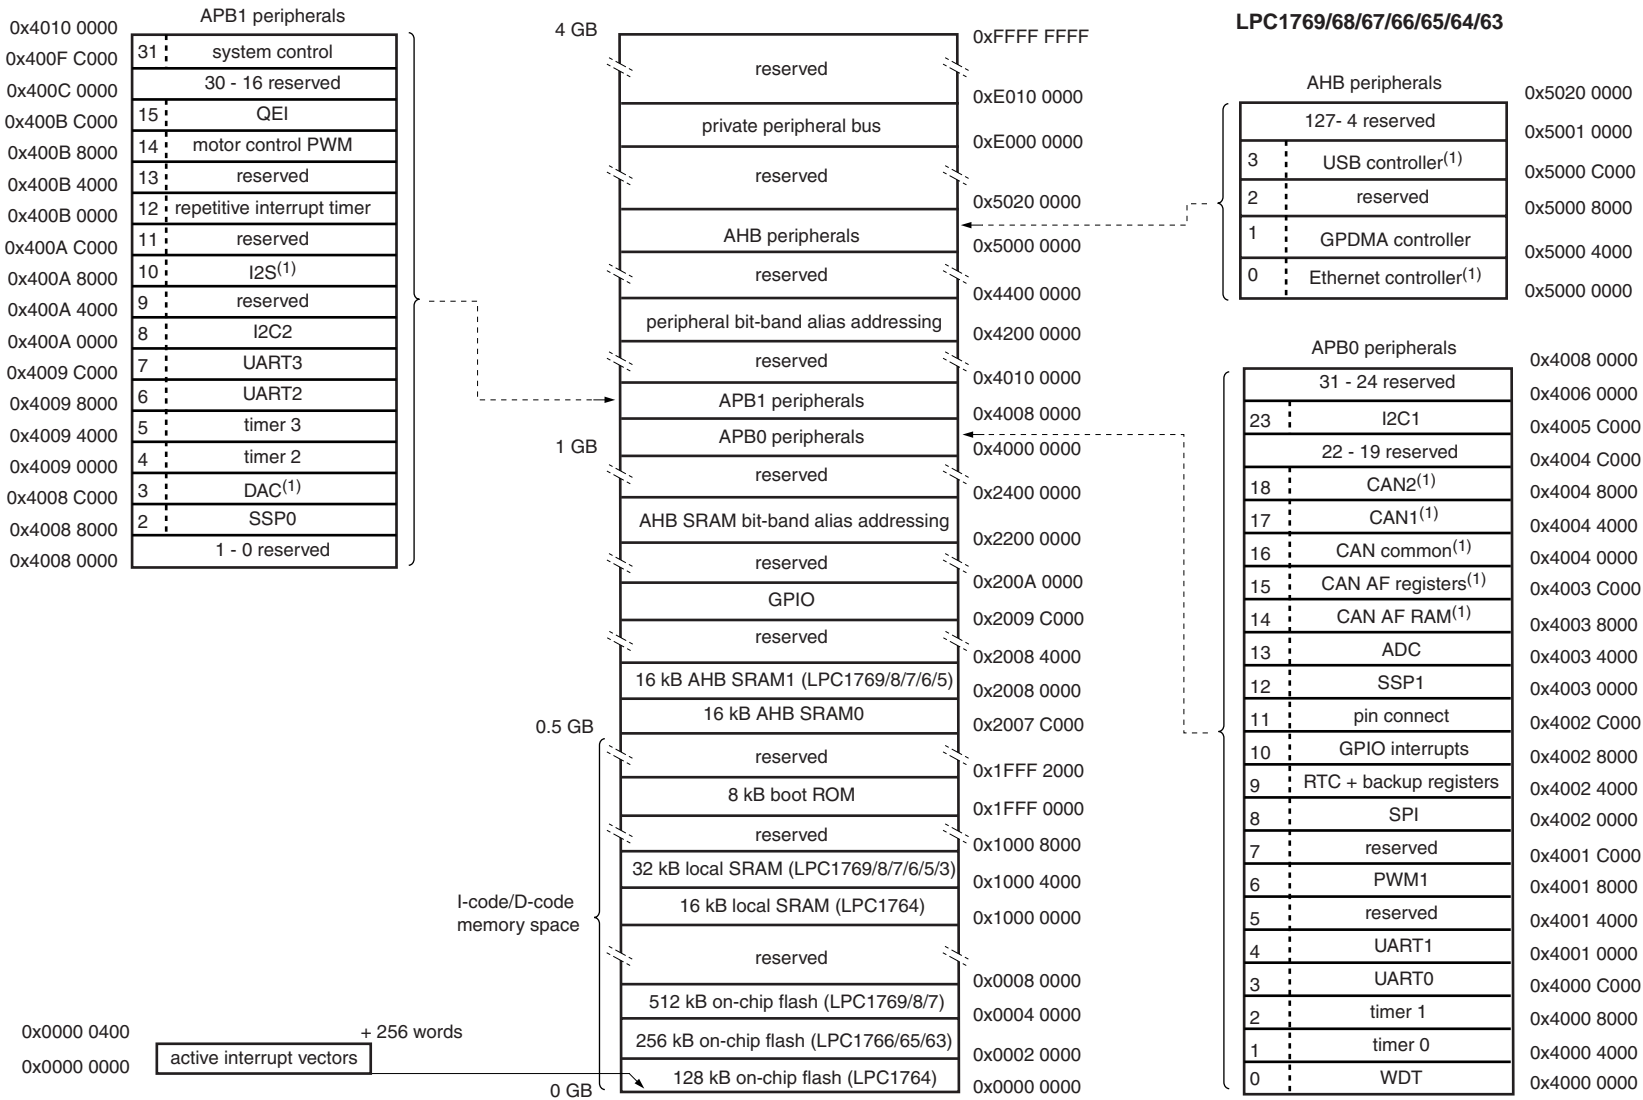 APB1 peripherals
0x4010 0000
31 system control
0x400F C000
30 - 16 reserved
0x400C 0000
15 QEI
0x400B C000
14 motor control PWM
0x400B 8000
13 reserved
0x400B 4000
12 repetitive interrupt timer
0x400B 0000
11 reserved
0x400A C000
10 I2S(1)
0x400A 8000
9 reserved
0x400A 4000
8 I2C2
0x400A 0000
7 UART3
0x4009 C000
6 UART2
0x4009 8000
5 timer 3
0x4009 4000
4 timer 2
0x4009 0000
3 DAC(1)
0x4008 C000
2 SSP0
0x4008 8000
1 - 0 reserved
0x4008 0000
0x0000 0400
+ 256 words
active interrupt vectors
0x0000 0000
4 GB
0xFFFF FFFF
reserved
0xE010 0000
private peripheral bus
0xE000 0000
reserved
0x5020 0000
AHB peripherals
0x5000 0000
reserved
0x4400 0000
peripheral bit-band alias addressing
0x4200 0000
reserved
0x4010 0000
APB1 peripherals
0x4008 0000
APB0 peripherals
1 GB
0x4000 0000
reserved
0x2400 0000
AHB SRAM bit-band alias addressing
0x2200 0000
reserved
0x200A 0000
GPIO
0x2009 C000
reserved
0x2008 4000
16 kB AHB SRAM1 (LPC1769/8/7/6/5)
0x2008 0000
16 kB AHB SRAM0
0x2007 C000
0.5 GB
reserved
0x1FFF 2000
8 kB boot ROM
0x1FFF 0000
reserved
0x1000 8000
32 kB local SRAM (LPC1769/8/7/6/5/3)
0x1000 4000
16 kB local SRAM (LPC1764)
0x1000 0000
I-code/D-code
memory space
reserved
0x0008 0000
512 kB on-chip flash (LPC1769/8/7)
0x0004 0000
256 kB on-chip flash (LPC1766/65/63)
0x0002 0000
128 kB on-chip flash (LPC1764)
0x0000 0000
0 GB
LPC1769/68/67/66/65/64/63
AHB peripherals
0x5020 0000
127- 4 reserved
0x5001 0000
3 USB controller(1)
0x5000 C000
2 reserved
0x5000 8000
1 GPDMA controller
0x5000 4000
0 Ethernet controller(1)
0x5000 0000
APB0 peripherals
0x4008 0000
31 - 24 reserved
0x4006 0000
23 I2C1
0x4005 C000
22 - 19 reserved
0x4004 C000
18 CAN2(1)
0x4004 8000
17 CAN1(1)
0x4004 4000
16 CAN common(1)
0x4004 0000
15 CAN AF registers(1)
0x4003 C000
14 CAN AF RAM(1)
0x4003 8000
13 ADC
0x4003 4000
12 SSP1
0x4003 0000
11 pin connect
0x4002 C000
10 GPIO interrupts
0x4002 8000
9 RTC + backup registers
0x4002 4000
8 SPI
0x4002 0000
7 reserved
0x4001 C000
6 PWM1
0x4001 8000
5 reserved
0x4001 4000
4 UART1
0x4001 0000
3 UART0
0x4000 C000
2 timer 1
0x4000 8000
1 timer 0
0x4000 4000
0 WDT
0x4000 0000